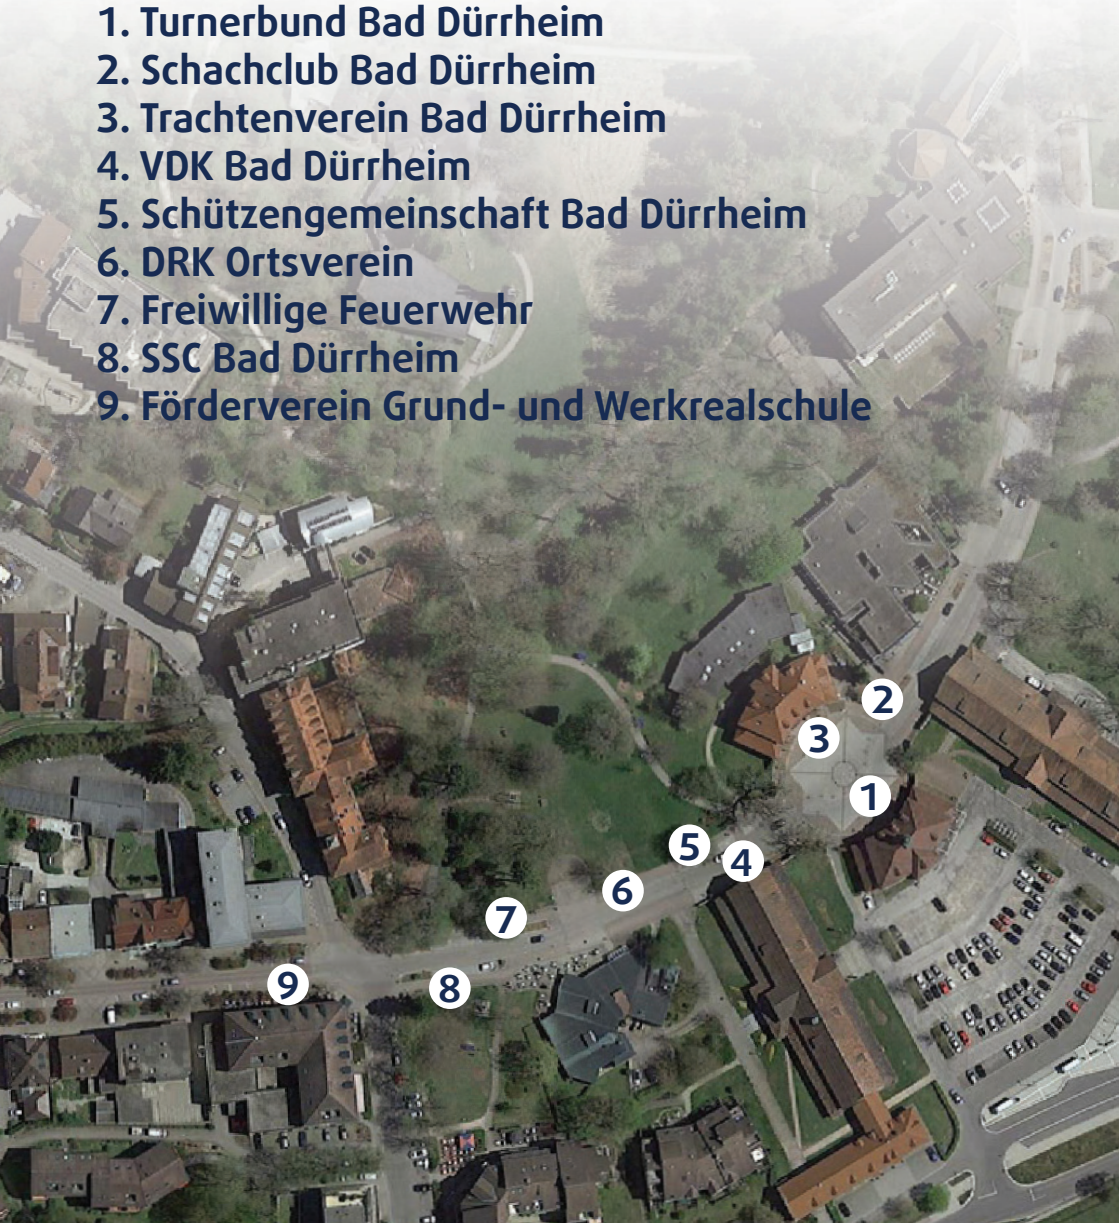 1. Turnerbund Bad Dürrheim
2. Schachclub Bad Dürrheim
3. Trachtenverein Bad Dürrheim
4. VDK Bad Dürrheim
5. Schützengemeinschaft Bad Dürrheim
6. DRK Ortsverein
7. Freiwillige Feuerwehr
8. SSC Bad Dürrheim
9. Förderverein Grund- und Werkrealschule
2
3
1
5
4
6
7
9
8